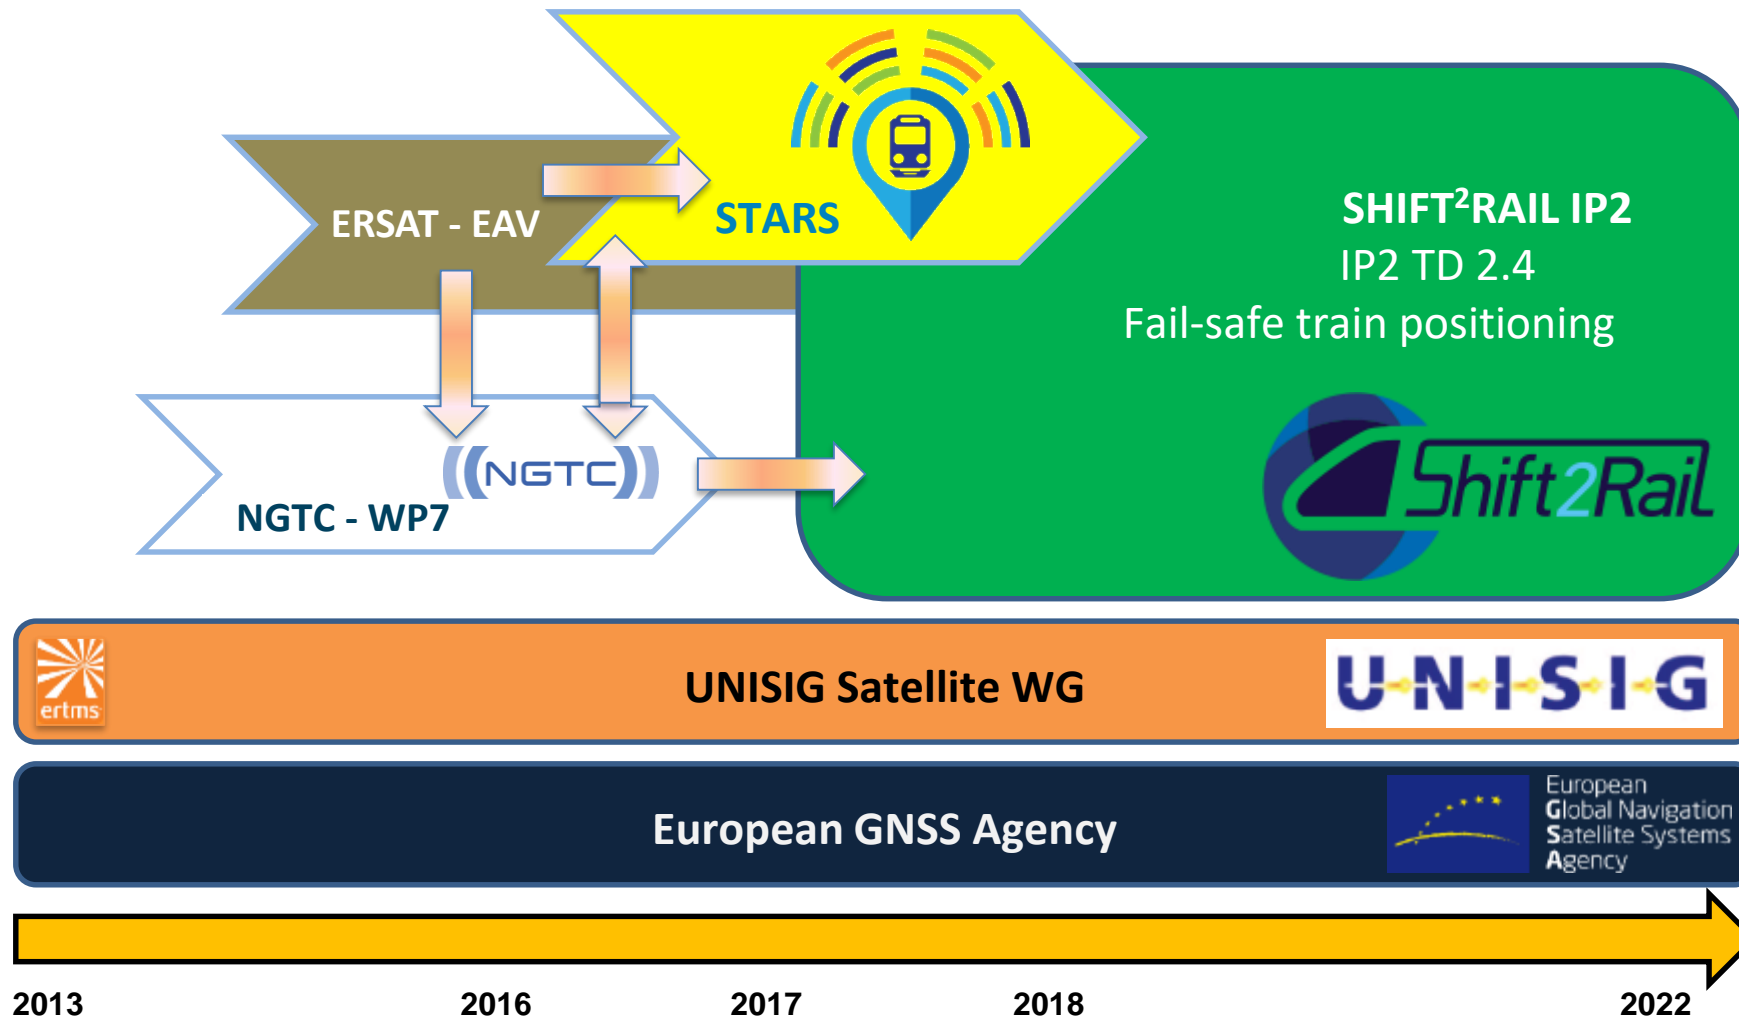 STARS
ERSAT - EAV
SHIFT²RAIL IP2
IP2 TD 2.4
Fail-safe train positioning
((NGTC))
NGTC - WP7
Shift2Rail
ertms
UNISIG Satellite WG
U-N-I-S-I-G
European GNSS Agency
European
Global Navigation
Satellite Systems
Agency
2013 2016 2017 2018 2022